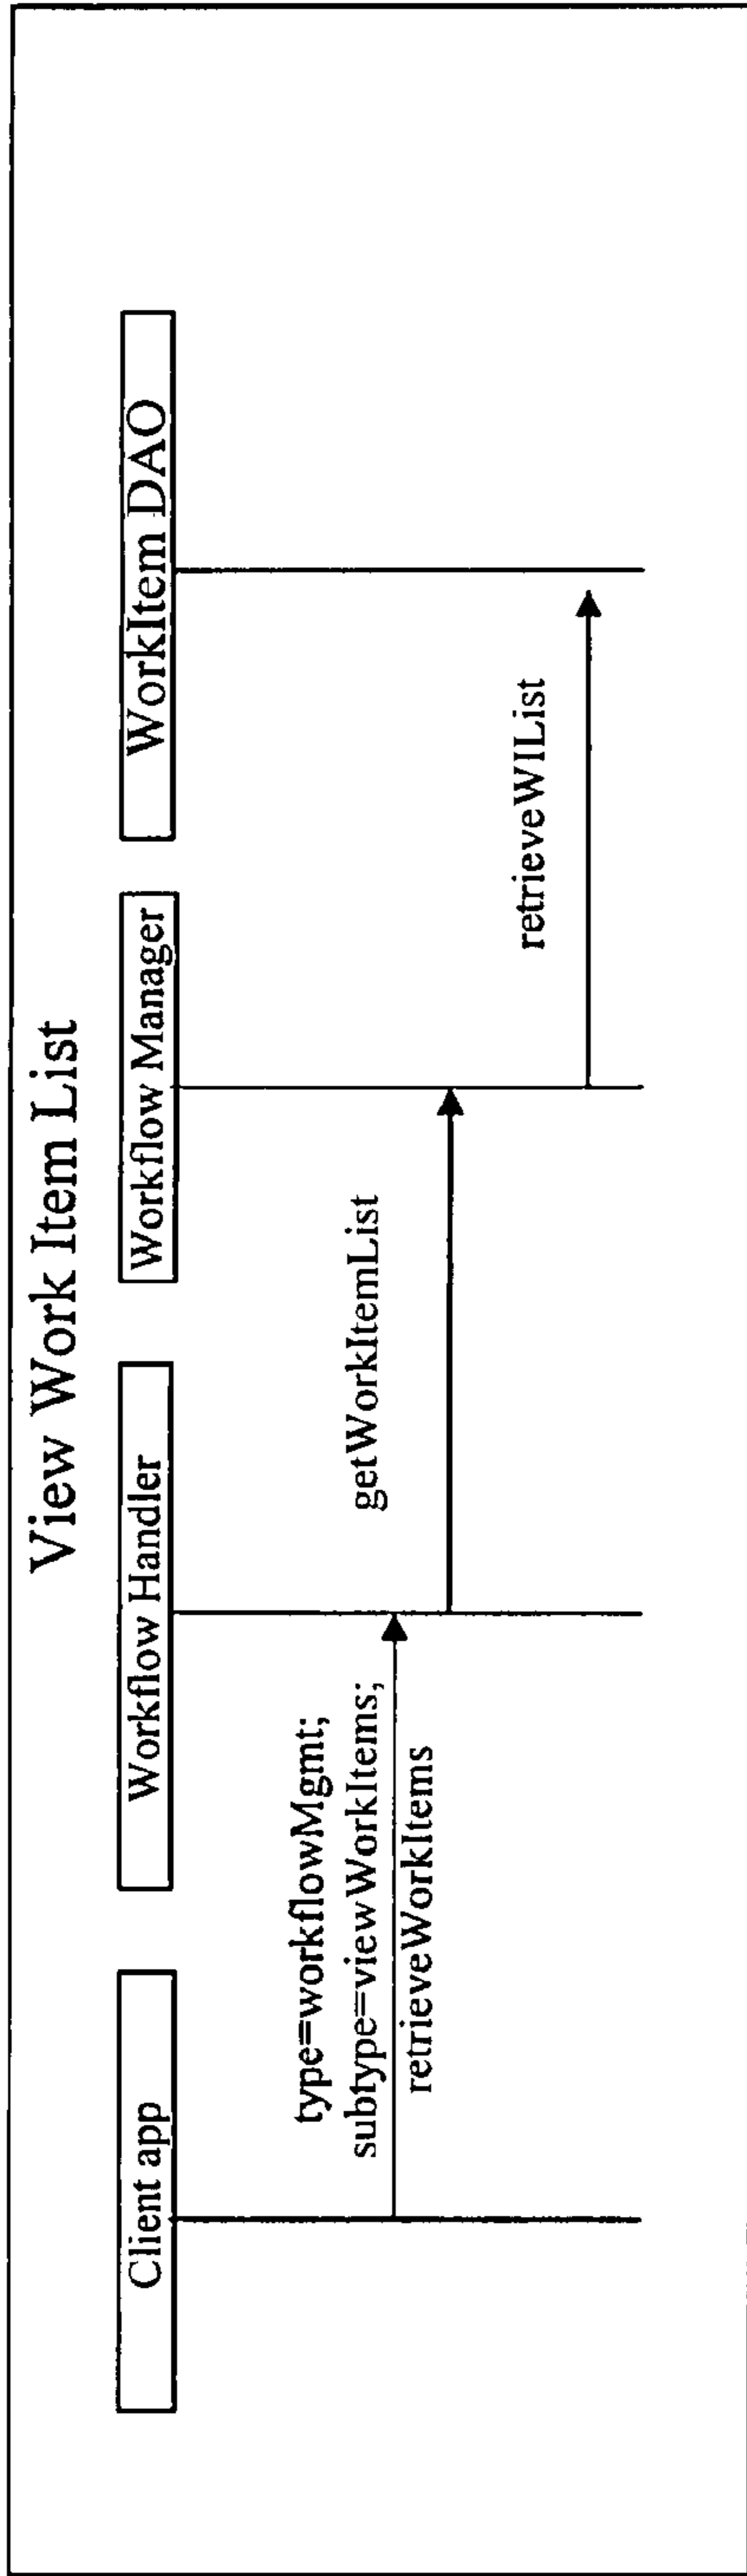 View Work Item List
Client app
Workflow Handler
Workflow Manager
WorkItem DAO
type=workflowMgmt;
subtype=viewWorkItems;
retrieveWorkItems
getWorkItemList
retrieveWIList